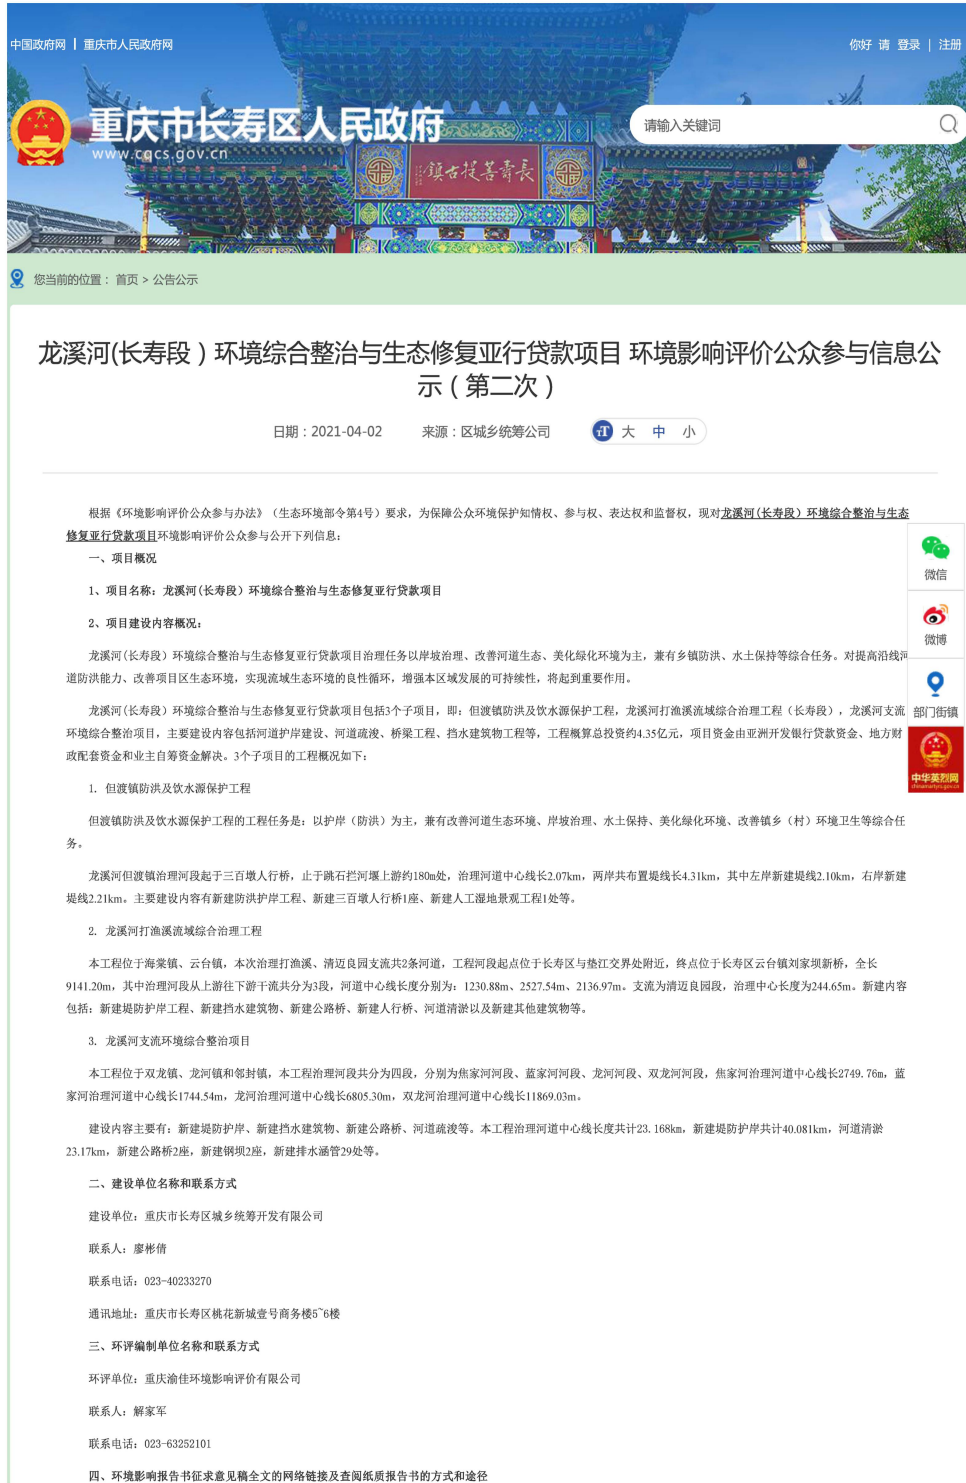 中国政府网 | 重庆市人民政府网
你好 请 登录 | 注册
重庆市长寿区人民政府
www.cqcs.gov.cn
请输入关键词
鎮古提菩壽長
您当前的位置： 首页 > 公告公示
龙溪河(长寿段）环境综合整治与生态修复亚行贷款项目 环境影响评价公众参与信息公
示（第二次）
日期：2021-04-02 来源：区城乡统筹公司 大 中 小
根据《环境影响评价公众参与办法》（生态环境部令第4号）要求，为保障公众环境保护知情权、参与权、表达权和监督权，现对龙溪河(长寿段）环境综合整治与生态
修复亚行贷款项目环境影响评价公众参与公开下列信息：
一、项目概况
1、项目名称：龙溪河(长寿段）环境综合整治与生态修复亚行贷款项目
2、项目建设内容概况：
龙溪河(长寿段）环境综合整治与生态修复亚行贷款项目治理任务以岸坡治理、改善河道生态、美化绿化环境为主，兼有乡镇防洪、水土保持等综合任务。对提高沿线河
道防洪能力、改善项目区生态环境，实现流域生态环境的良性循环，增强本区域发展的可持续性，将起到重要作用。
龙溪河(长寿段）环境综合整治与生态修复亚行贷款项目包括3个子项目，即：但渡镇防洪及饮水源保护工程，龙溪河打渔溪流域综合治理工程（长寿段），龙溪河支流
环境综合整治项目，主要建设内容包括河道护岸建设、河道疏浚、桥梁工程、挡水建筑物工程等，工程概算总投资约4.35亿元，项目资金由亚洲开发银行贷款资金、地方财
政配套资金和业主自筹资金解决。3个子项目的工程概况如下：
1. 但渡镇防洪及饮水源保护工程
但渡镇防洪及饮水源保护工程的工程任务是：以护岸（防洪）为主，兼有改善河道生态环境、岸坡治理、水土保持、美化绿化环境、改善镇乡（村）环境卫生等综合任
务。
龙溪河但渡镇治理河段起于三百墩人行桥，止于跳石拦河堰上游约180m处，治理河道中心线长2.07km，两岸共布置堤线长4.31km，其中左岸新建堤线2.10km，右岸新建
堤线2.21km。主要建设内容有新建防洪护岸工程、新建三百墩人行桥1座、新建人工湿地景观工程1处等。
2. 龙溪河打渔溪流域综合治理工程
本工程位于海棠镇、云台镇，本次治理打渔溪、清迈良园支流共2条河道，工程河段起点位于长寿区与垫江交界处附近，终点位于长寿区云台镇刘家坝新桥，全长
9141.20m，其中治理河段从上游往下游干流共分为3段，河道中心线长度分别为：1230.88m、2527.54m、2136.97m。支流为清迈良园段，治理中心长度为244.65m。新建内容
包括：新建堤防护岸工程、新建挡水建筑物、新建公路桥、新建人行桥、河道清淤以及新建其他建筑物等。
3. 龙溪河支流环境综合整治项目
本工程位于双龙镇、龙河镇和邻封镇，本工程治理河段共分为四段，分别为焦家河河段、蓝家河河段、龙河河段、双龙河河段，焦家河治理河道中心线长2749.76m，蓝
家河治理河道中心线长1744.54m，龙河治理河道中心线长6805.30m，双龙河治理河道中心线长11869.03m。
建设内容主要有：新建堤防护岸、新建挡水建筑物、新建公路桥、河道疏浚等。本工程治理河道中心线长度共计23.168km，新建堤防护岸共计40.081km，河道清淤
23.17km，新建公路桥2座，新建钢坝2座，新建排水涵管29处等。
二、建设单位名称和联系方式
建设单位：重庆市长寿区城乡统筹开发有限公司
联系人：廖彬倩
联系电话：023-40233270
通讯地址：重庆市长寿区桃花新城壹号商务楼5~6楼
三、环评编制单位名称和联系方式
环评单位：重庆渝佳环境影响评价有限公司
联系人：解家军
联系电话：023-63252101
四、环境影响报告书征求意见稿全文的网络链接及查阅纸质报告书的方式和途径
微信
微博
部门街镇
中华英烈网
chinamartyrs.gov.cn